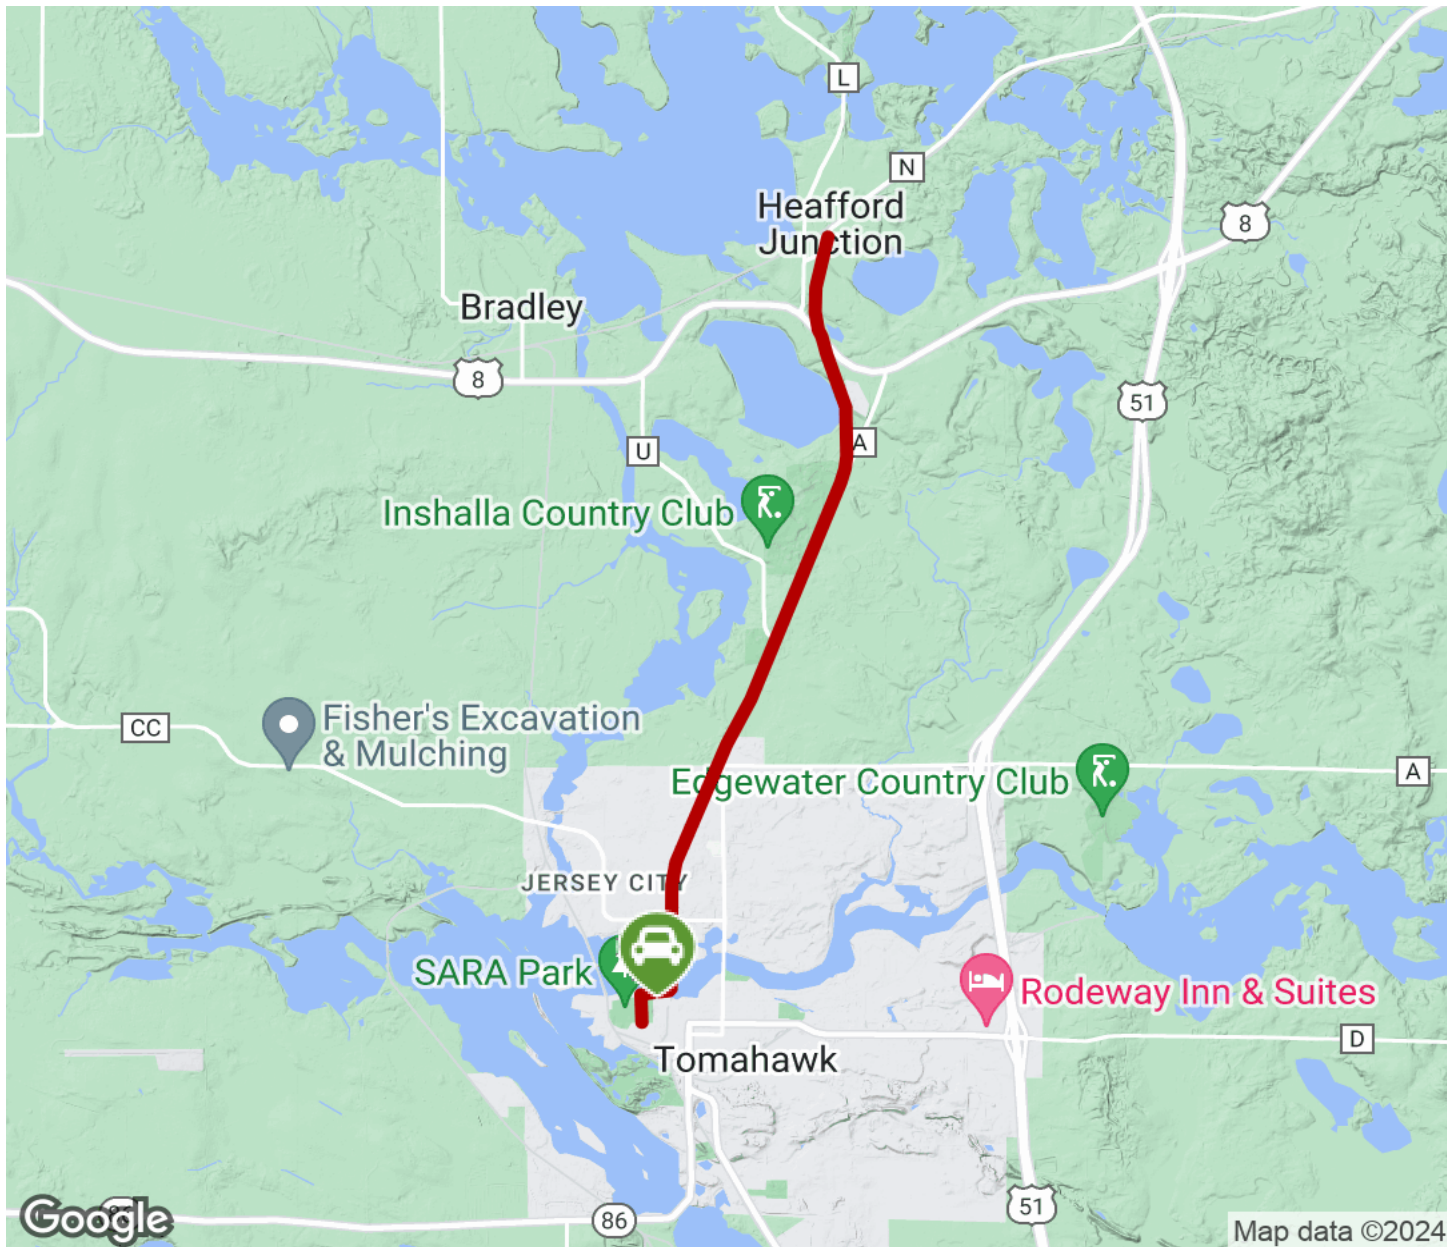 L
N
Heafford
Junction
8
Bradley
8
51
A
U
Inshalla Country Club
CC
Fisher's Excavation
& Mulching
Edgewater Country Club
A
JERSEY CITY
SARA Park
Rodeway Inn & Suites
D
Tomahawk
51
86
86
Google
Map data ©2024